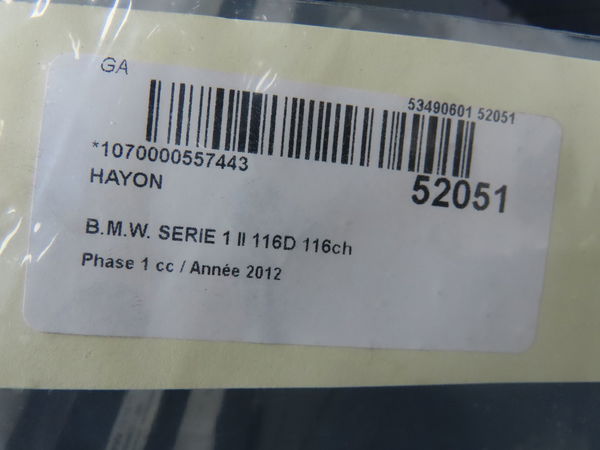 GA
53490601 52051
*1070000557443
HAYON
52051
B.M.W. SERIE 1 II 116D 116ch
Phase 1 cc / Année 2012